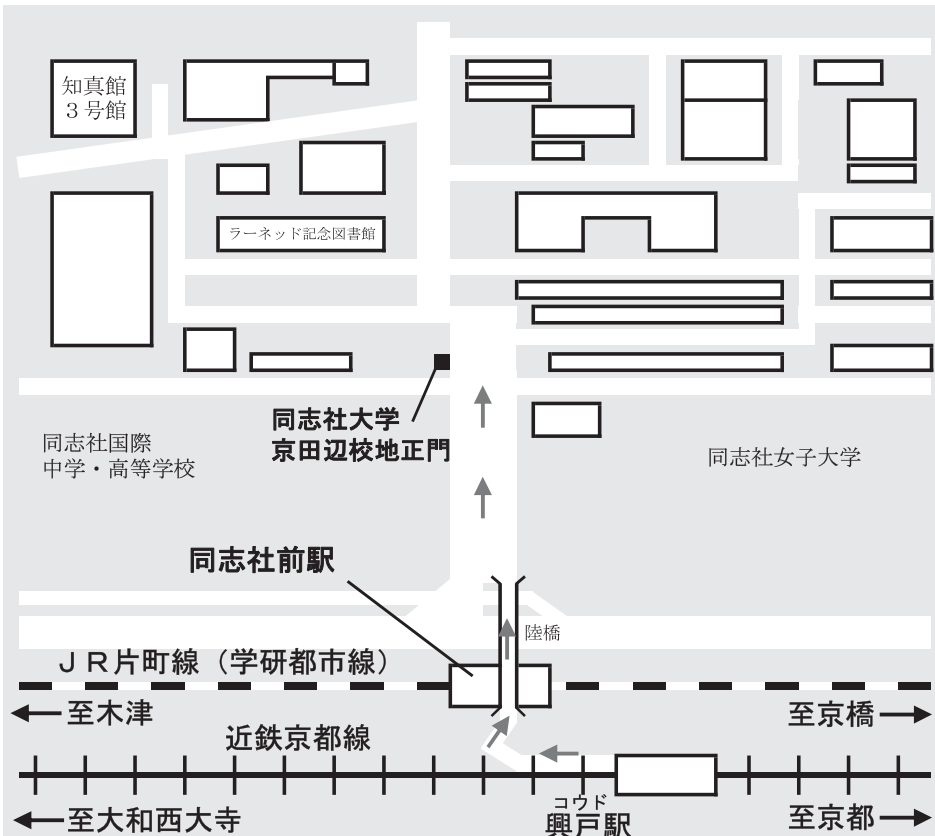 知真館
３号館
ラーネッド記念図書館
同志社大学
京田辺校地正門
同志社国際
中学・高等学校
同志社女子大学
同志社前駅
陸橋
ＪＲ片町線（学研都市線）
至木津
至京橋
近鉄京都線
至大和西大寺
コウド
興戸駅
至京都